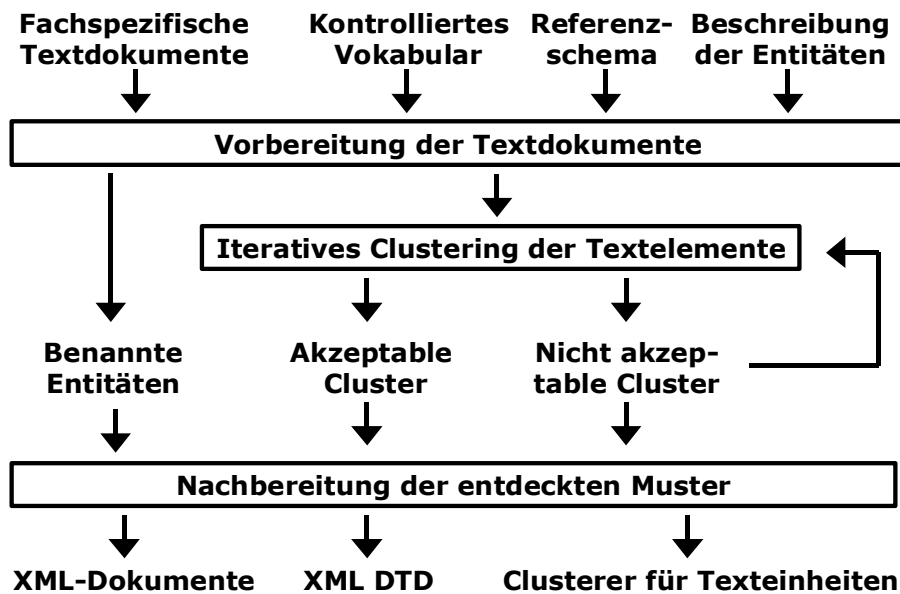 Fachspezifische Kontrolliertes Referenz- Beschreibung
Textdokumente Vokabular schema der Entitäten
Vorbereitung der Textdokumente
Iteratives Clustering der Textelemente
Benannte Akzeptable Nicht akzep-
Entitäten Cluster table Cluster
Nachbereitung der entdeckten Muster
XML-Dokumente XML DTD Clusterer für Texteinheiten